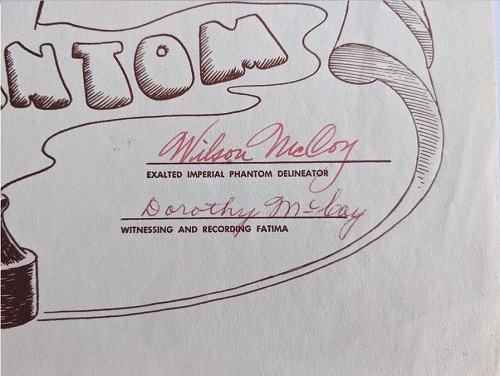 NTOM
Wilson McCoy
EXALTED IMPERIAL PHANTOM DELINEATOR
Dorothy McCoy
WITNESSING AND RECORDING FATIMA